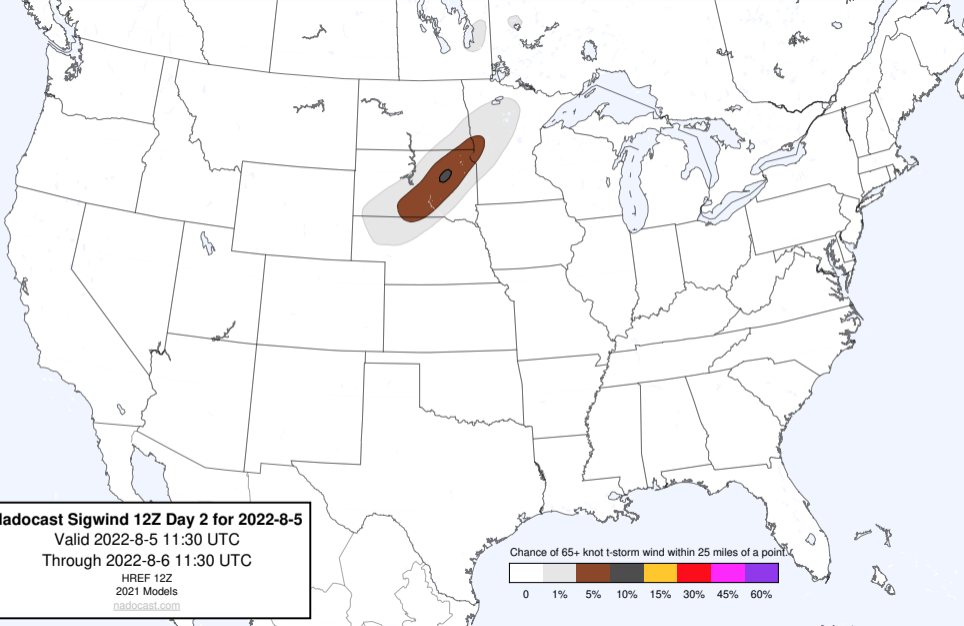 Nadocast Sigwind 12Z Day 2 for 2022-8-5
Valid 2022-8-5 11:30 UTC
Through 2022-8-6 11:30 UTC
HREF 12Z
2021 Models
nadocast.com
Chance of 65+ knot t-storm wind within 25 miles of a point.
0 1% 5% 10% 15% 30% 45% 60%